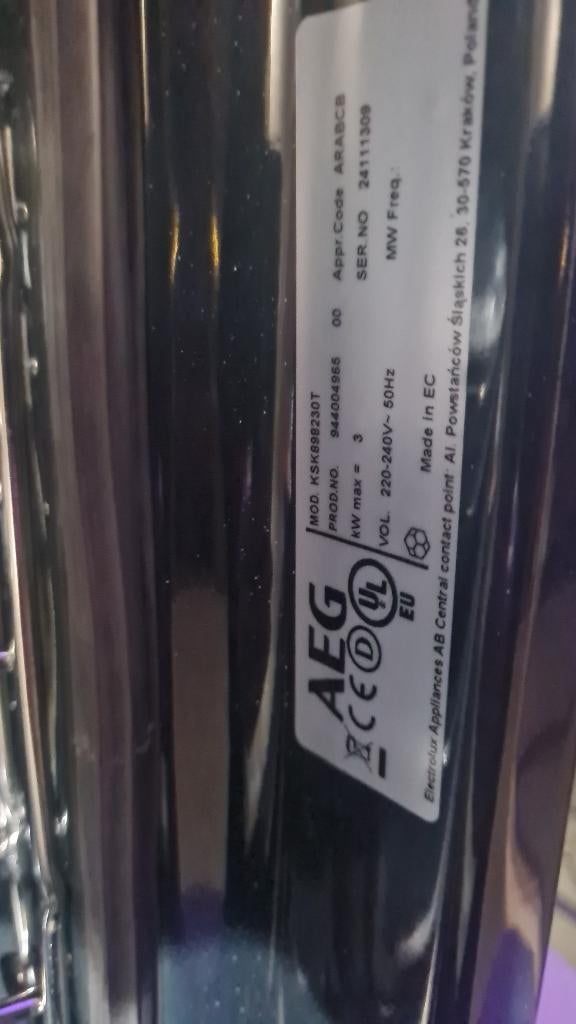 AEG
CE D UL
EU
MOD. KSK898230T
PROD.NO. 944004965 00 Appr.Code ARABCB
kW max = 3 SER.NO 24111309
VOL. 220-240V~ 50Hz MW Freq.:
Made in EC
Electrolux Appliances AB Central contact point: Al. Powstańców Śląskich 26, 30-570 Kraków, Poland